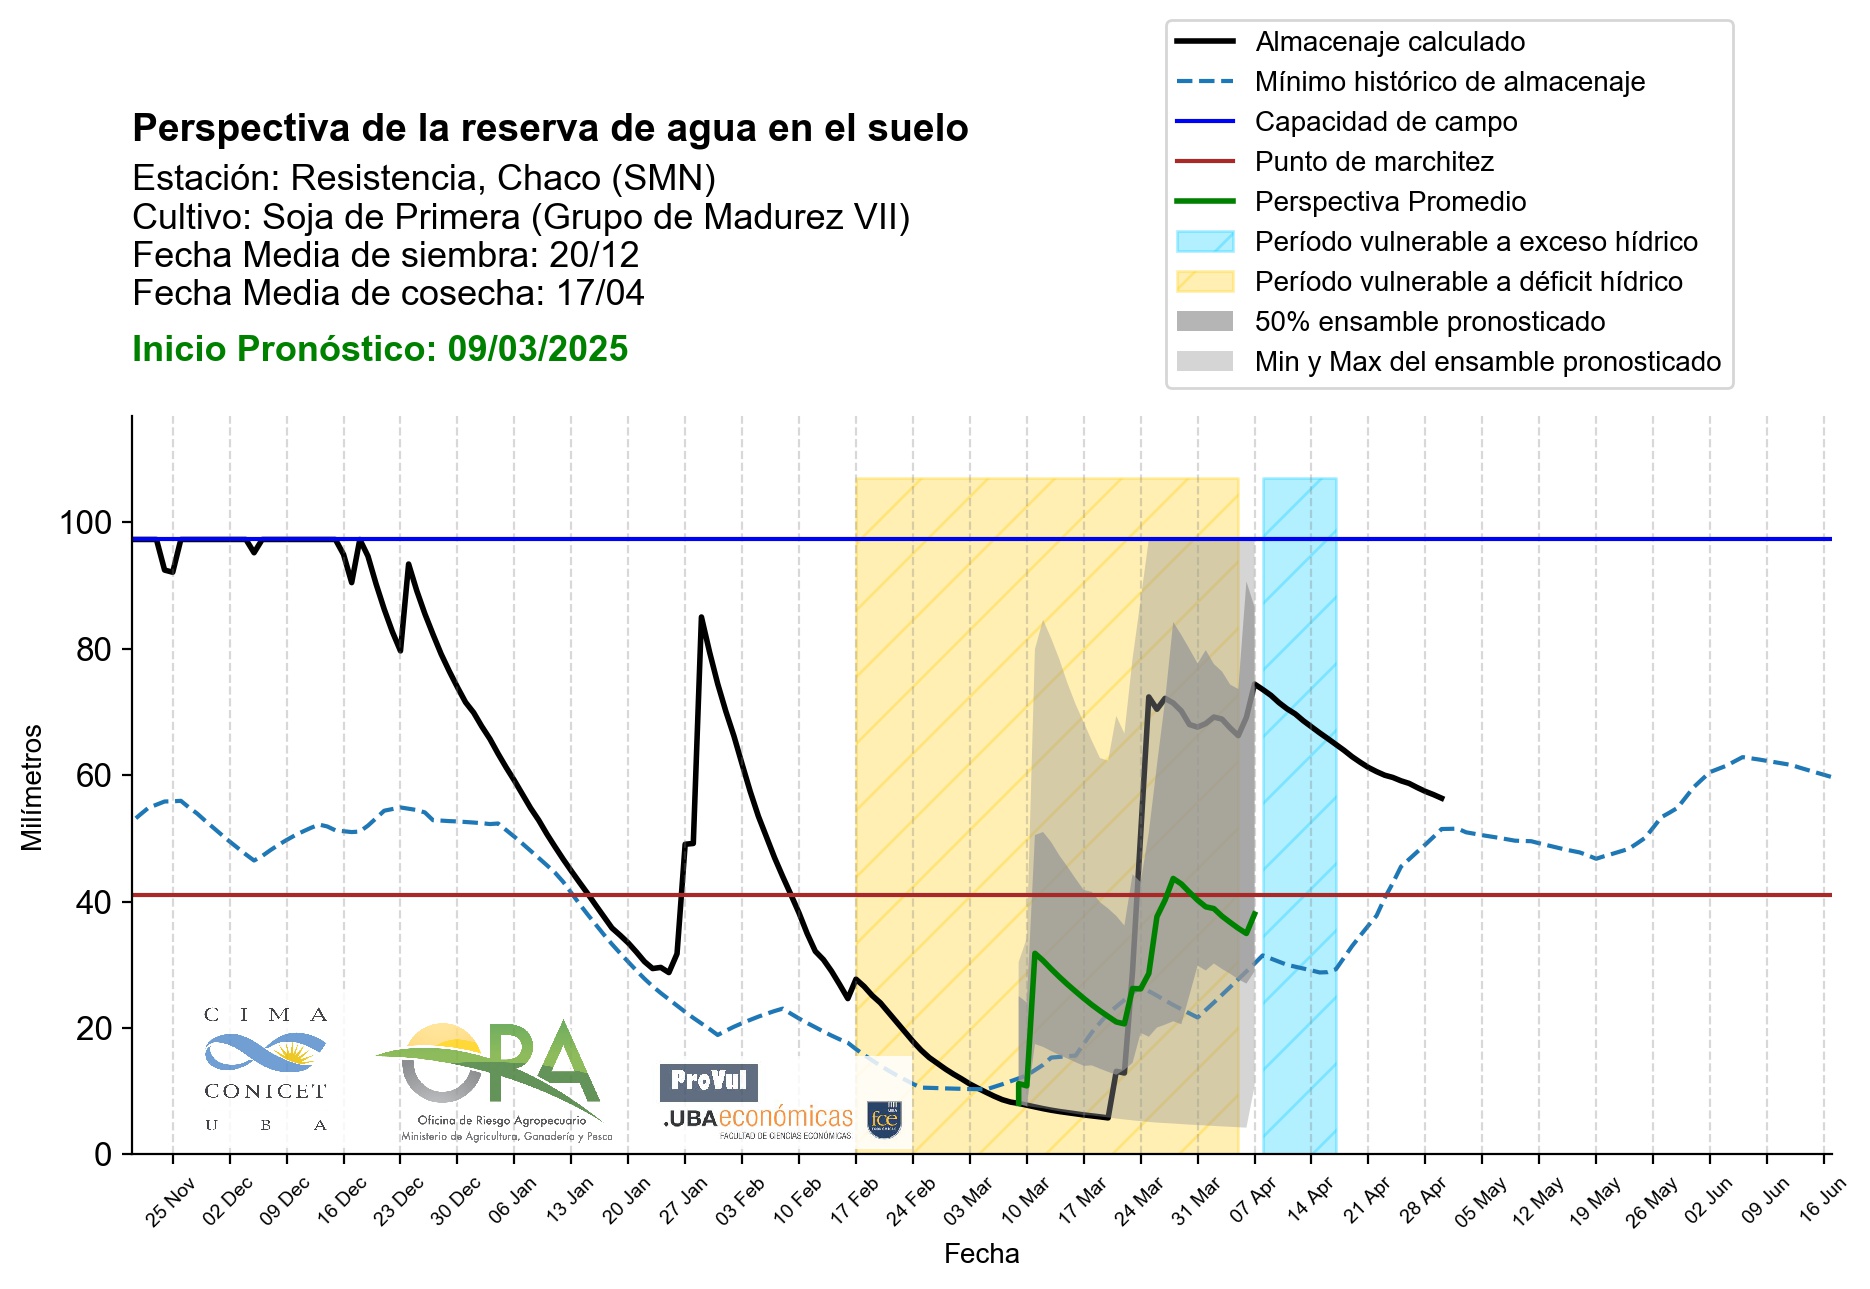 Almacenaje calculado
Mínimo histórico de almacenaje
Capacidad de campo
Punto de marchitez
Perspectiva Promedio
Período vulnerable a exceso hídrico
Período vulnerable a déficit hídrico
50% ensamble pronosticado
Min y Max del ensamble pronosticado
Perspectiva de la reserva de agua en el suelo
Estación: Resistencia, Chaco (SMN)
Cultivo: Soja de Primera (Grupo de Madurez VII)
Fecha Media de siembra: 20/12
Fecha Media de cosecha: 17/04
Inicio Pronóstico: 09/03/2025
Milímetros
100
80
60
40
20
0
CIMA
CONICET
UBA
ORA
Oficina de Riesgo Agropecuario
Ministerio de Agricultura, Ganadería y Pesca
ProVul
.UBAeconómicas
FACULTAD DE CIENCIAS ECONÓMICAS
fce
25 Nov
02 Dec
09 Dec
16 Dec
23 Dec
30 Dec
06 Jan
13 Jan
20 Jan
27 Jan
03 Feb
10 Feb
17 Feb
24 Feb
03 Mar
10 Mar
17 Mar
24 Mar
31 Mar
07 Apr
14 Apr
21 Apr
28 Apr
05 May
12 May
19 May
26 May
02 Jun
09 Jun
16 Jun
Fecha